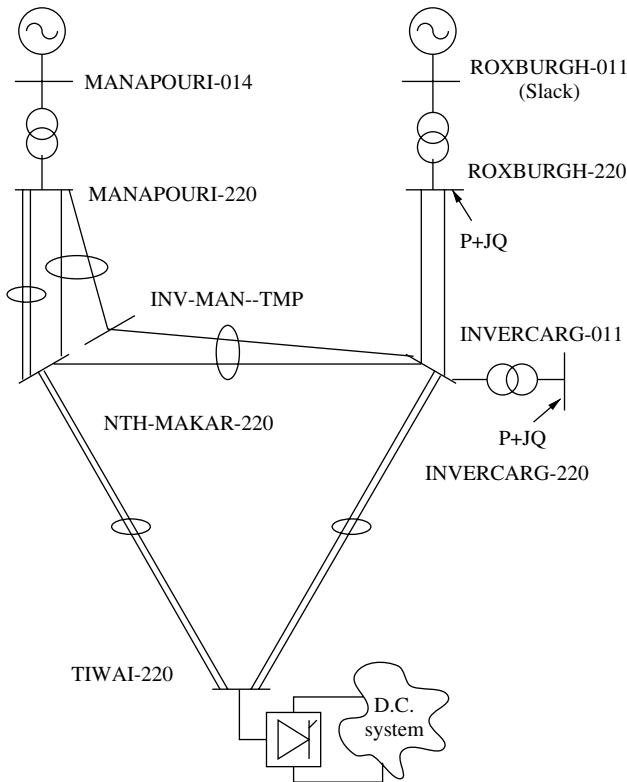 MANAPOURI-014
ROXBURGH-011
(Slack)
MANAPOURI-220
ROXBURGH-220
P+JQ
INV-MAN--TMP
INVERCARG-011
NTH-MAKAR-220
P+JQ
INVERCARG-220
TIWAI-220
D.C.
system